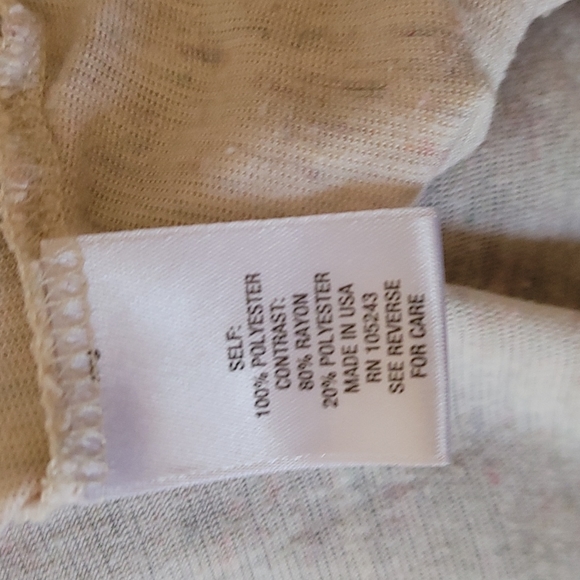 SELF:
100% POLYESTER
CONTRAST:
80% RAYON
20% POLYESTER
MADE IN USA
RN 105243
SEE REVERSE
FOR CARE